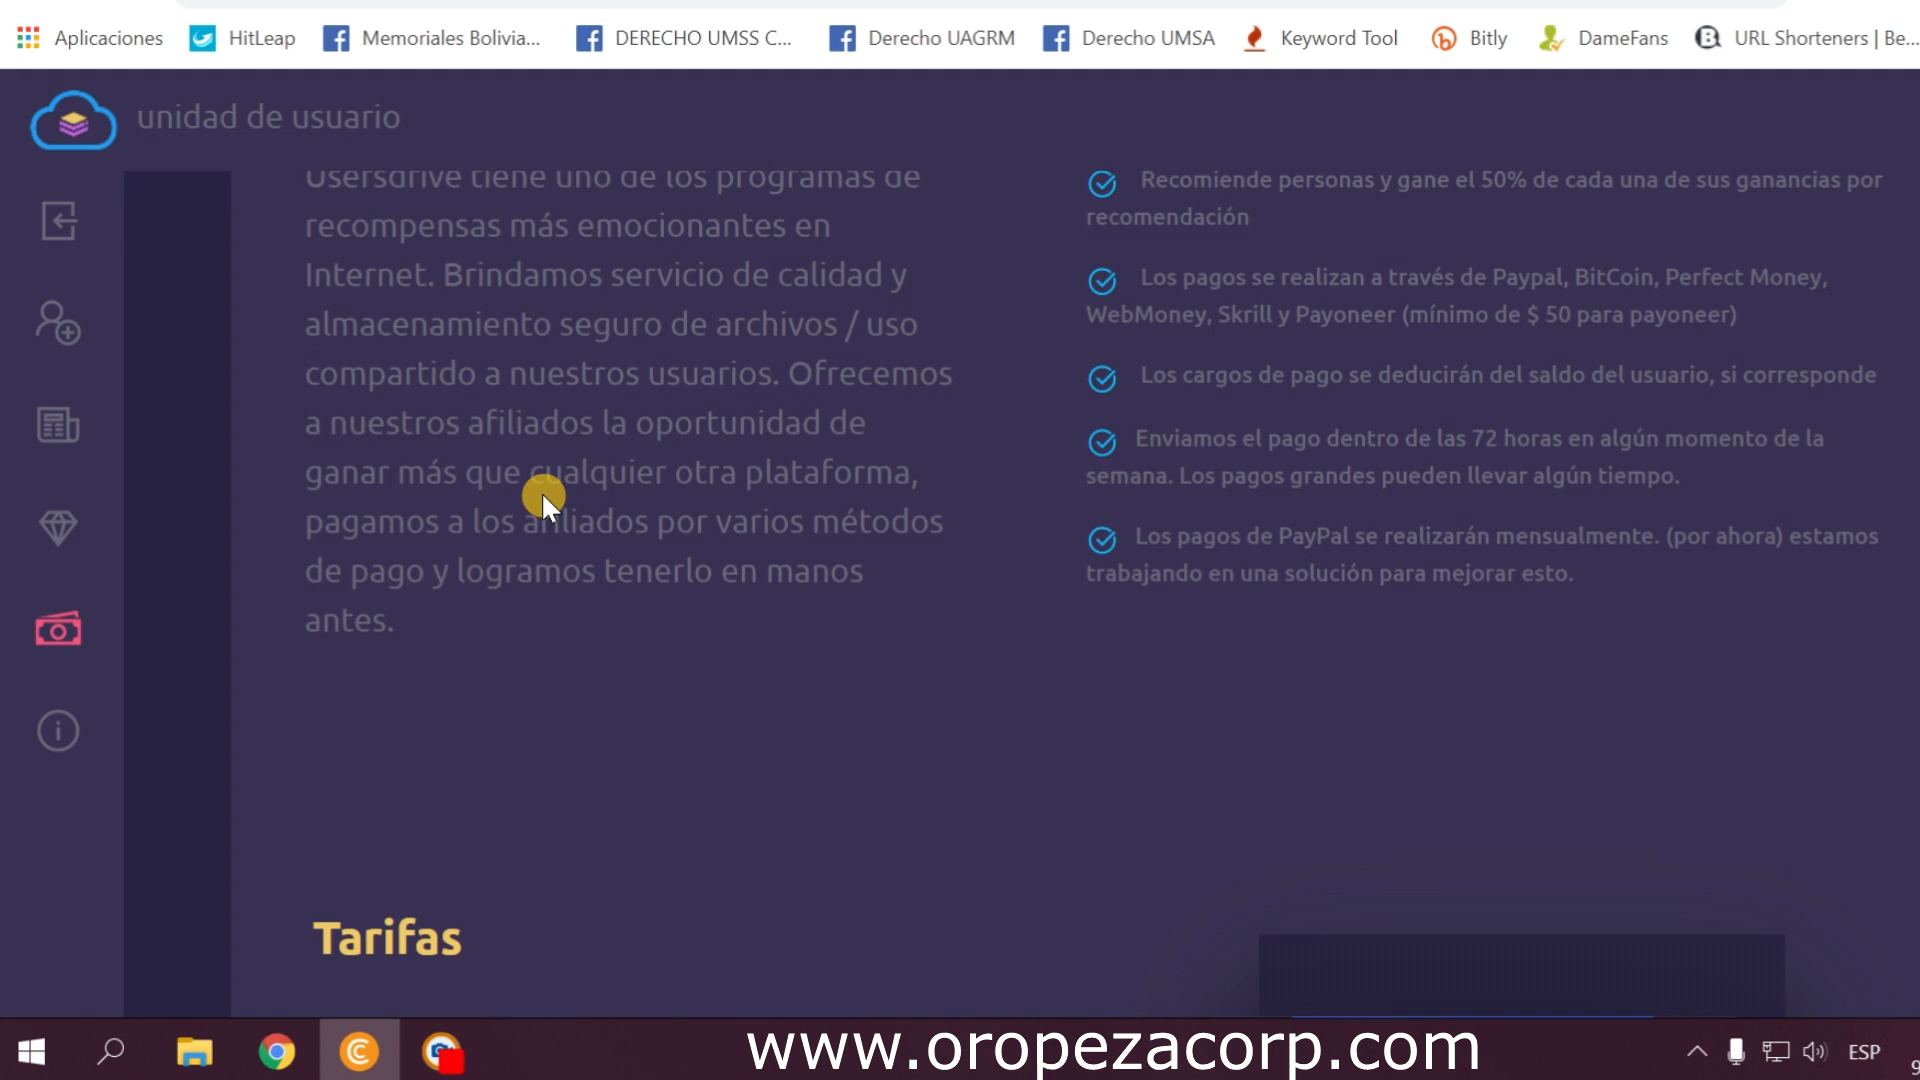 Aplicaciones HitLeap Memoriales Bolivia... DERECHO UMSS C... Derecho UAGRM Derecho UMSA Keyword Tool Bitly DameFans URL Shorteners | Be...
unidad de usuario
Usersdrive tiene uno de los programas de
recompensas más emocionantes en
Internet. Brindamos servicio de calidad y
almacenamiento seguro de archivos / uso
compartido a nuestros usuarios. Ofrecemos
a nuestros afiliados la oportunidad de
ganar más que cualquier otra plataforma,
pagamos a los afiliados por varios métodos
de pago y logramos tenerlo en manos
antes.
Recomiende personas y gane el 50% de cada una de sus ganancias por
recomendación
Los pagos se realizan a través de Paypal, BitCoin, Perfect Money,
WebMoney, Skrill y Payoneer (mínimo de $ 50 para payoneer)
Los cargos de pago se deducirán del saldo del usuario, si corresponde
Enviamos el pago dentro de las 72 horas en algún momento de la
semana. Los pagos grandes pueden llevar algún tiempo.
Los pagos de PayPal se realizarán mensualmente. (por ahora) estamos
trabajando en una solución para mejorar esto.
Tarifas
www.oropezacorp.com
ESP